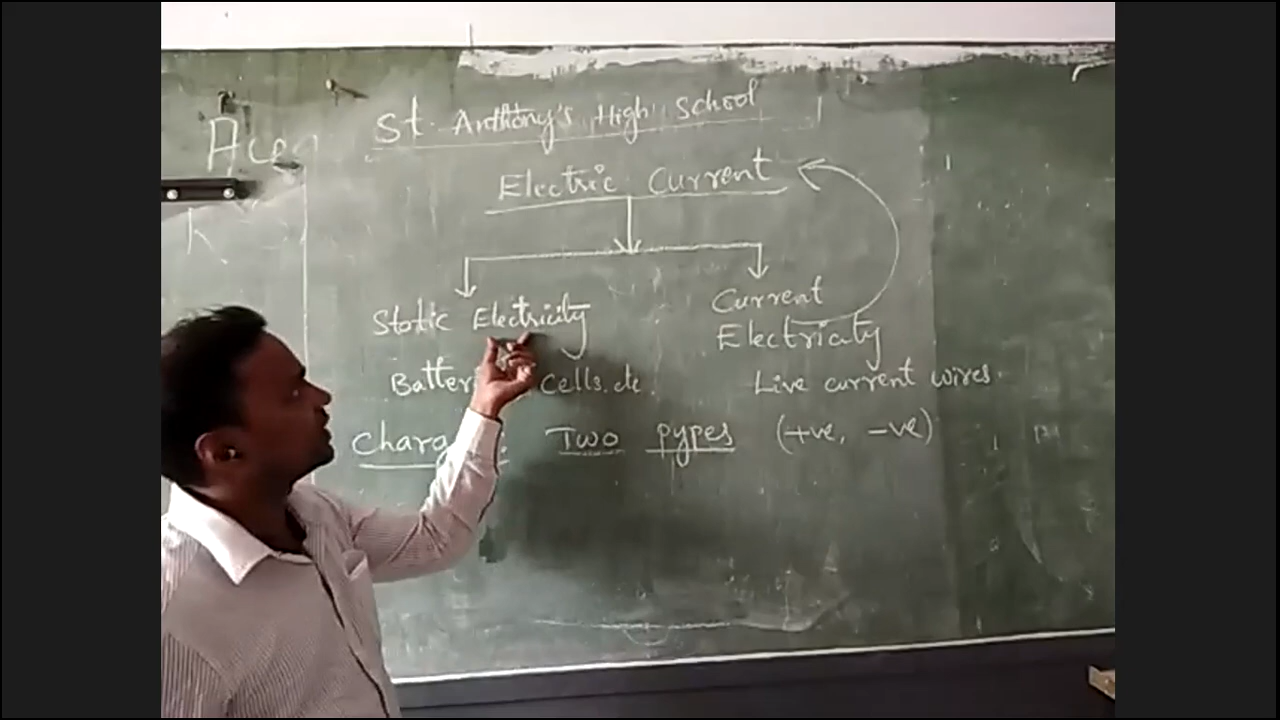 St. Anthony's High School
Electric Current
Static Electricity
Current
Electricity
Cells. etc.
Live current wires.
Two pypes (+ve, -ve)